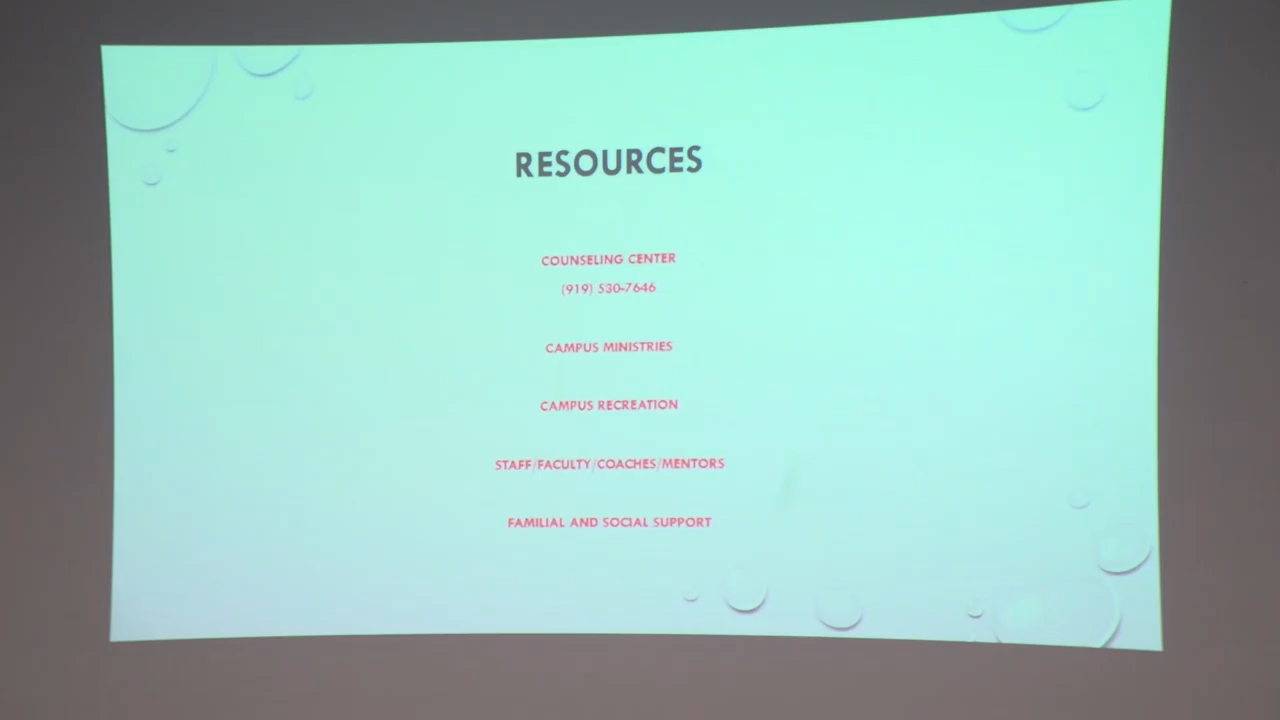 RESOURCES
COUNSELING CENTER
(919) 530-7646
CAMPUS MINISTRIES
CAMPUS RECREATION
STAFF/FACULTY/COACHES/MENTORS
FAMILIAL AND SOCIAL SUPPORT